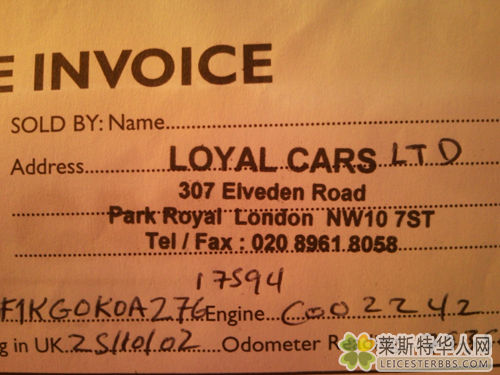 E INVOICE
SOLD BY: Name
Address LOYAL CARS LTD
307 Elveden Road
Park Royal London NW10 7ST
Tel / Fax : 020 8961 8058
17594
F1KG0K0A276 Engine C002242
g in UK 25/10/02 Odometer R
莱斯特华人网
LEICESTERBBS.COM